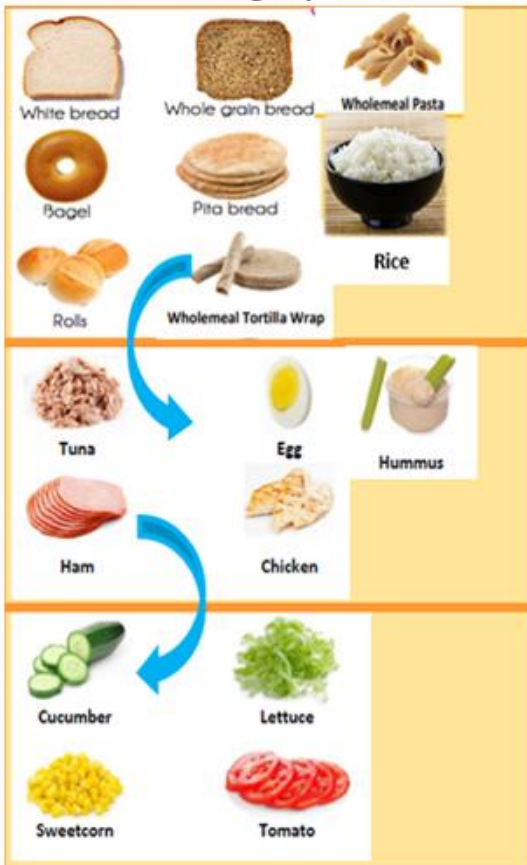 White bread
Whole grain bread
Wholemeal Pasta
Bagel
Pita bread
Rice
Rolls
Wholemeal Tortilla Wrap
Tuna
Egg
Hummus
Ham
Chicken
Cucumber
Lettuce
Sweetcorn
Tomato